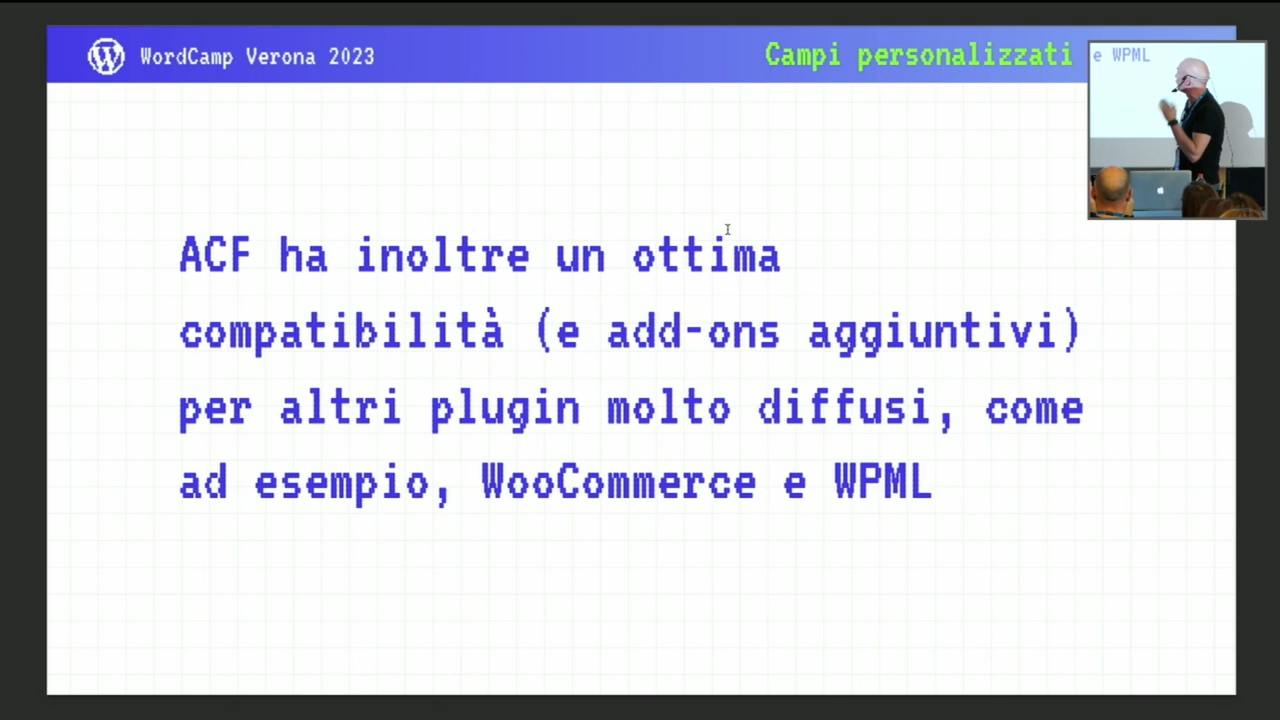 WordCamp Verona 2023
Campi personalizzati
e WPML
ACF ha inoltre un ottima
compatibilità (e add-ons aggiuntivi)
per altri plugin molto diffusi, come
ad esempio, WooCommerce e WPML